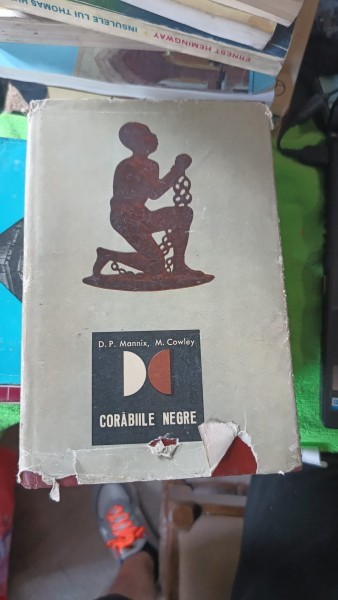 INSULELE LUI THOMAS H
ERNEST HEMINGWAY
D. P. Mannix, M. Cowley
CORĂBIILE NEGRE